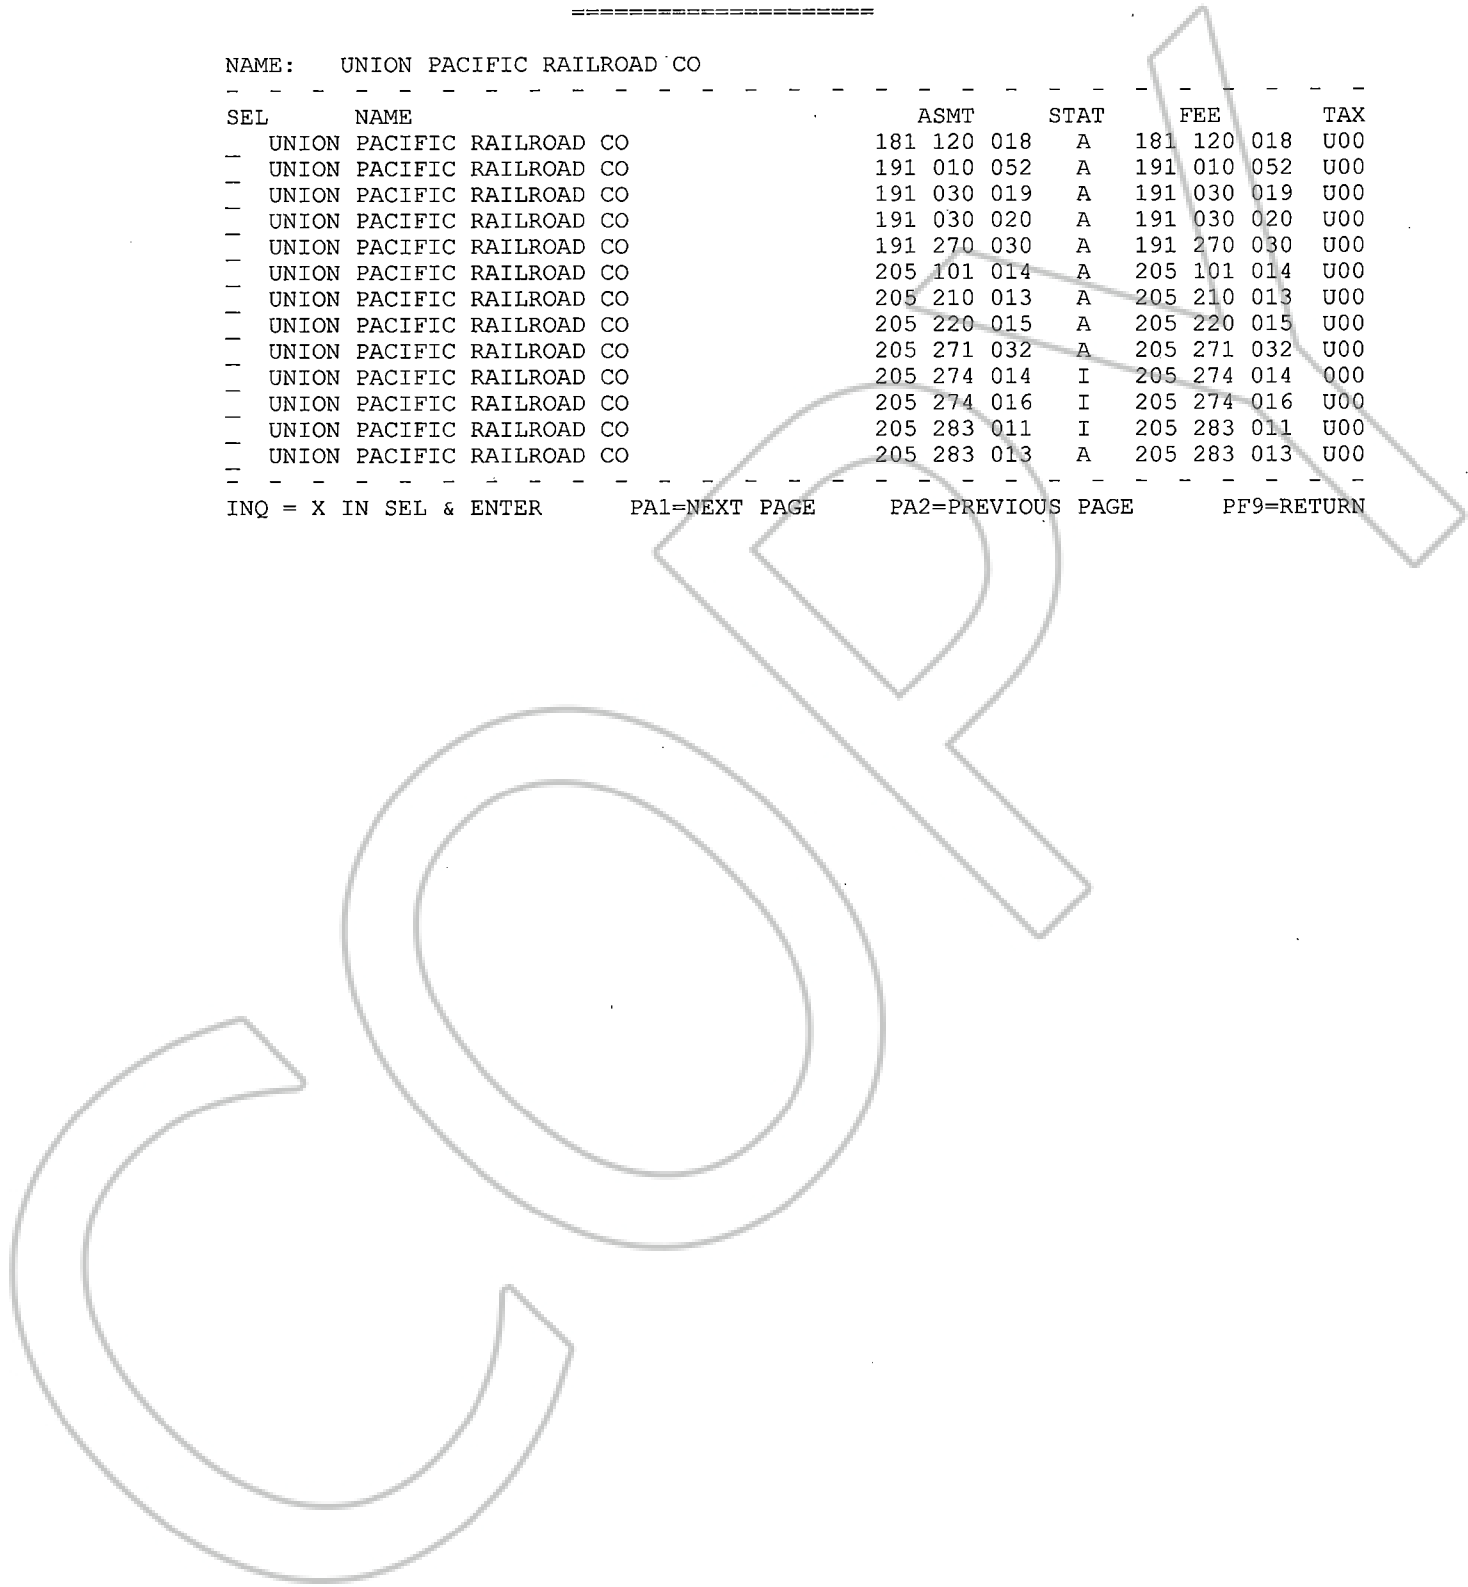 ====================
NAME: UNION PACIFIC RAILROAD CO
- - - - - - - - - - - - - - - - - - - - - - - - - - -
SEL NAME ASMT STAT FEE TAX
_ UNION PACIFIC RAILROAD CO 181 120 018 A 181 120 018 U00
_ UNION PACIFIC RAILROAD CO 191 010 052 A 191 010 052 U00
_ UNION PACIFIC RAILROAD CO 191 030 019 A 191 030 019 U00
_ UNION PACIFIC RAILROAD CO 191 030 020 A 191 030 020 U00
_ UNION PACIFIC RAILROAD CO 191 270 030 A 191 270 030 U00
_ UNION PACIFIC RAILROAD CO 205 101 014 A 205 101 014 U00
_ UNION PACIFIC RAILROAD CO 205 210 013 A 205 210 013 U00
_ UNION PACIFIC RAILROAD CO 205 220 015 A 205 220 015 U00
_ UNION PACIFIC RAILROAD CO 205 271 032 A 205 271 032 U00
_ UNION PACIFIC RAILROAD CO 205 274 014 I 205 274 014 000
_ UNION PACIFIC RAILROAD CO 205 274 016 I 205 274 016 U00
_ UNION PACIFIC RAILROAD CO 205 283 011 I 205 283 011 U00
_ UNION PACIFIC RAILROAD CO 205 283 013 A 205 283 013 U00
- - - - - - - - - - - - - - - - - - - - - - - - - - -
INQ = X IN SEL & ENTER PA1=NEXT PAGE PA2=PREVIOUS PAGE PF9=RETURN
COPY